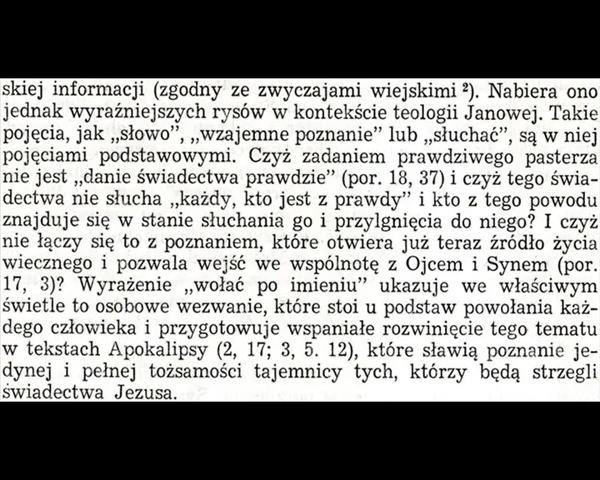 skiej informacji (zgodny ze zwyczajami wiejskimi ²). Nabiera ono
jednak wyraźniejszych rysów w kontekście teologii Janowej. Takie
pojęcia, jak „słowo”, „wzajemne poznanie” lub „słuchać”, są w niej
pojęciami podstawowymi. Czyż zadaniem prawdziwego pasterza
nie jest „danie świadectwa prawdzie” (por. 18, 37) i czyż tego świa-
dectwa nie słucha „każdy, kto jest z prawdy” i kto z tego powodu
znajduje się w stanie słuchania go i przylgnięcia do niego? I czyż
nie łączy się to z poznaniem, które otwiera już teraz źródło życia
wiecznego i pozwala wejść we wspólnotę z Ojcem i Synem (por.
17, 3)? Wyrażenie „wołać po imieniu” ukazuje we właściwym
świetle to osobowe wezwanie, które stoi u podstaw powołania każ-
dego człowieka i przygotowuje wspaniałe rozwinięcie tego tematu
w tekstach Apokalipsy (2, 17; 3, 5. 12), które sławią poznanie je-
dynej i pełnej tożsamości tajemnicy tych, którzy będą strzegli
świadectwa Jezusa.